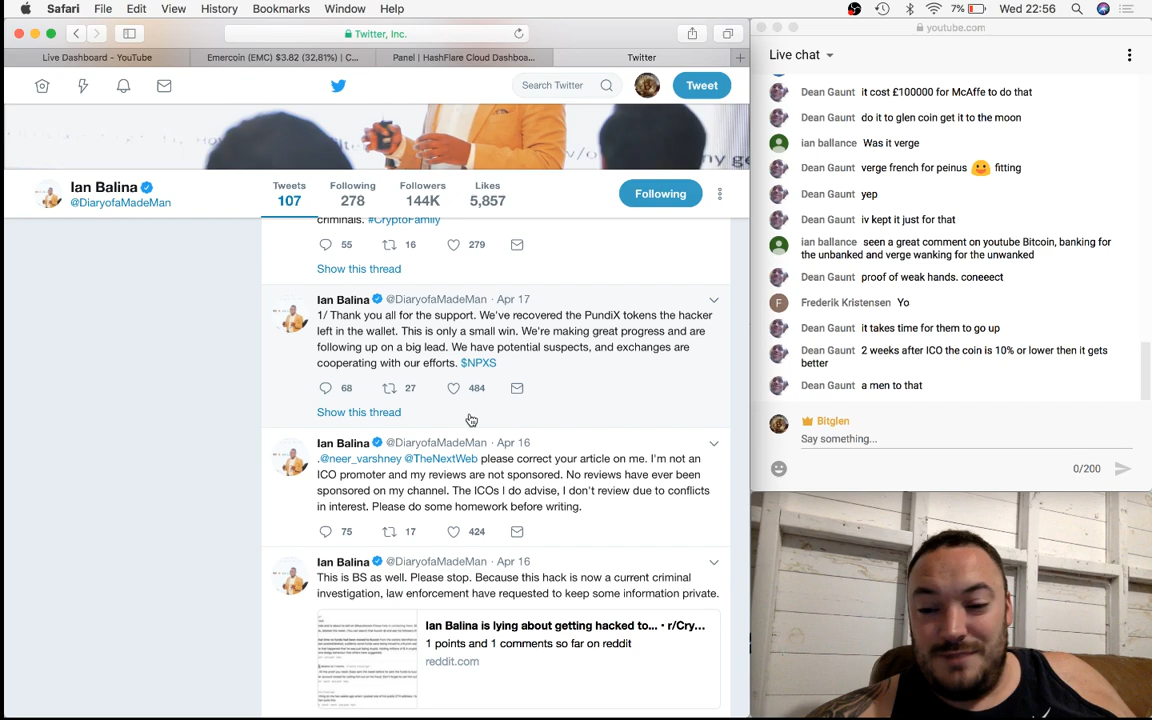 Safari File Edit View History Bookmarks Window Help 7% Wed 22:56
Twitter, Inc.
youtube.com
Live Dashboard - YouTube Emercoin (EMC) $3.82 (32.81%) | C... Panel | HashFlare Cloud Dashboa... Twitter
Search Twitter Tweet
ny ge
Ian Balina
@DiaryofaMadeMan
Tweets Following Followers Likes
107 278 144K 5,857
Following
criminals. #CryptoFamily
55 16 279
Show this thread
Ian Balina @DiaryofaMadeMan · Apr 17
1/ Thank you all for the support. We've recovered the PundiX tokens the hacker
left in the wallet. This is only a small win. We're making great progress and are
following up on a big lead. We have potential suspects, and exchanges are
cooperating with our efforts. $NPXS
68 27 484
Show this thread
Ian Balina @DiaryofaMadeMan · Apr 16
.@neer_varshney @TheNextWeb please correct your article on me. I'm not an
ICO promoter and my reviews are not sponsored. No reviews have ever been
sponsored on my channel. The ICOs I do advise, I don't review due to conflicts
in interest. Please do some homework before writing.
75 17 424
Ian Balina @DiaryofaMadeMan · Apr 16
This is BS as well. Please stop. Because this hack is now a current criminal
investigation, law enforcement have requested to keep some information private.
Ian Balina is lying about getting hacked to... • r/Cry...
1 points and 1 comments so far on reddit
reddit.com
Live chat
Dean Gaunt it cost £100000 for McAffe to do that
Dean Gaunt do it to glen coin get it to the moon
ian ballance Was it verge
Dean Gaunt verge french for peinus fitting
Dean Gaunt yep
Dean Gaunt iv kept it just for that
ian ballance seen a great comment on youtube Bitcoin, banking for
the unbanked and verge wanking for the unwanked
Dean Gaunt proof of weak hands. coneeect
Frederik Kristensen Yo
Dean Gaunt it takes time for them to go up
Dean Gaunt 2 weeks after ICO the coin is 10% or lower then it gets
better
Dean Gaunt a men to that
Bitglen
Say something...
0/200